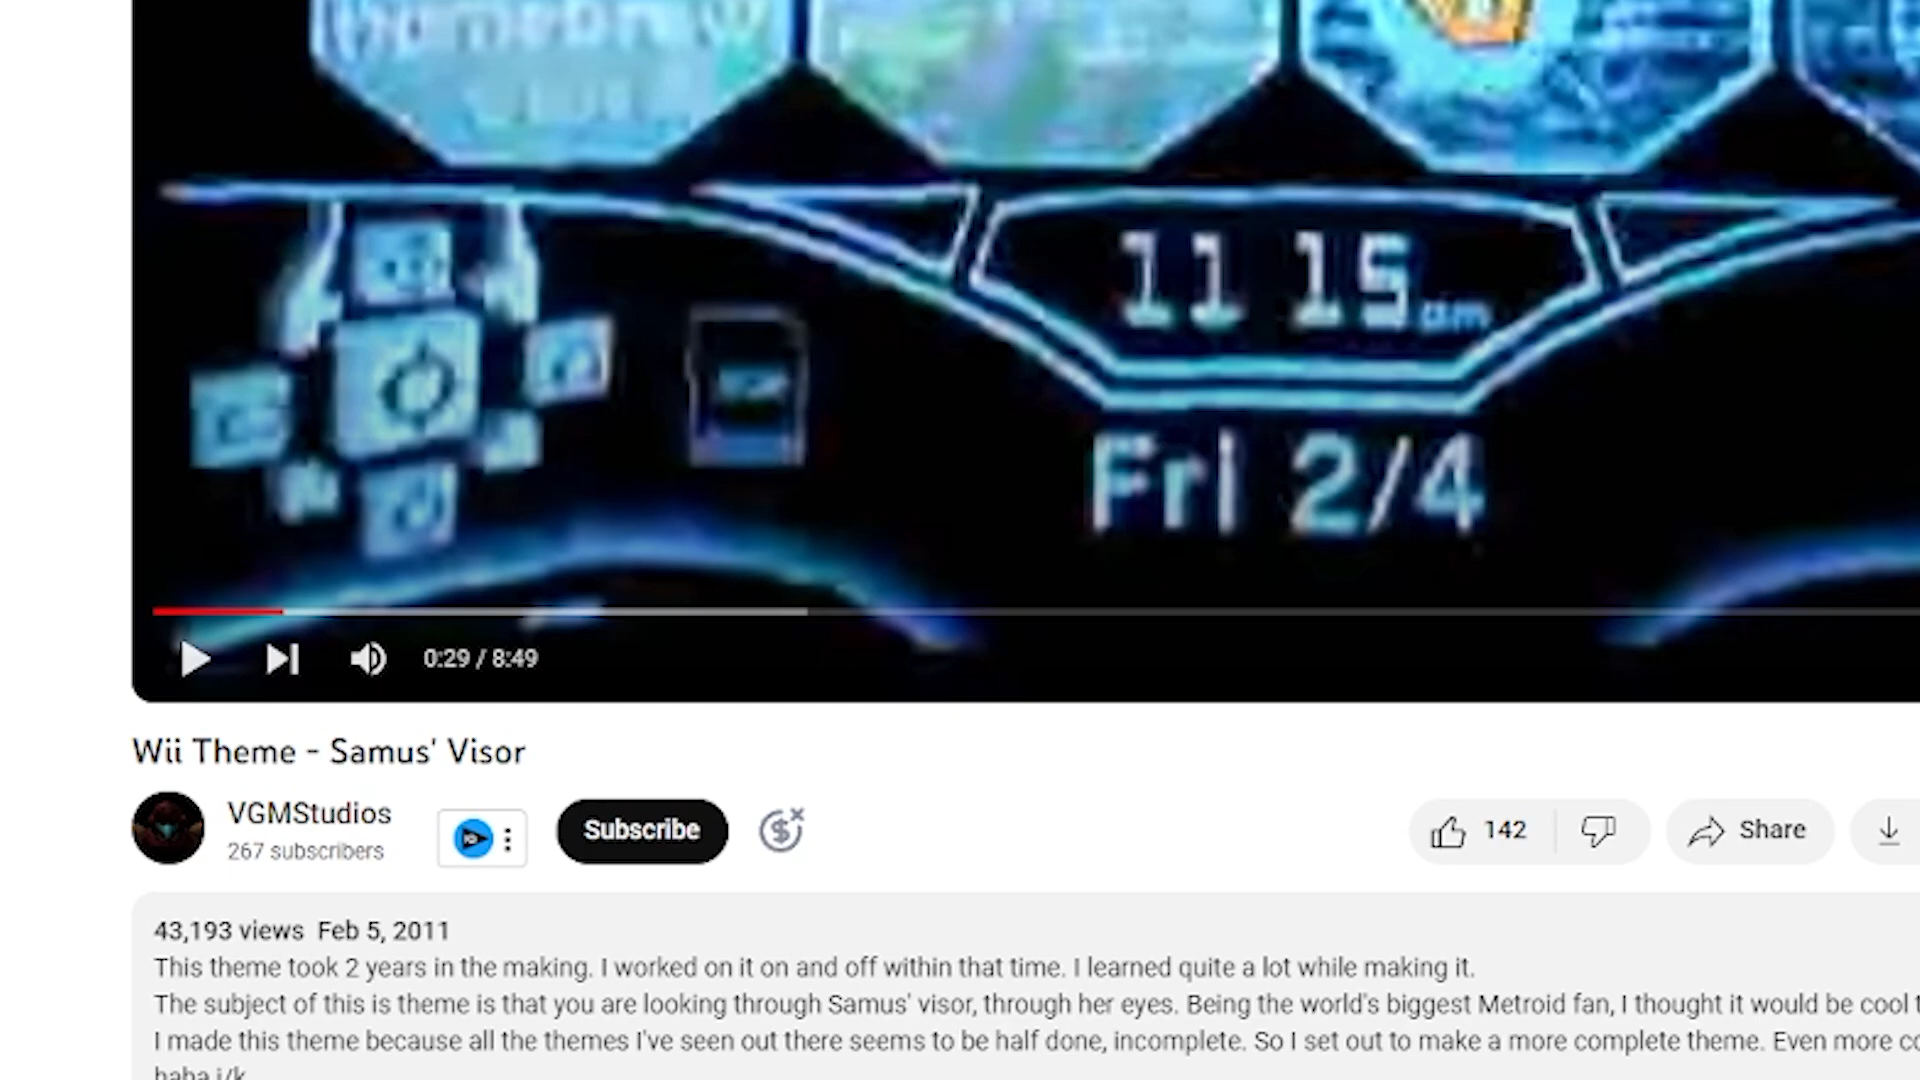 Homebrew
11 15 am
Fri 2/4
0:29 / 8:49
Wii Theme - Samus' Visor
VGMStudios
267 subscribers
Subscribe
142
Share
43,193 views Feb 5, 2011
This theme took 2 years in the making. I worked on it on and off within that time. I learned quite a lot while making it.
The subject of this is theme is that you are looking through Samus' visor, through her eyes. Being the world's biggest Metroid fan, I thought it would be cool t
I made this theme because all the themes I've seen out there seems to be half done, incomplete. So I set out to make a more complete theme. Even more co
haha j/k